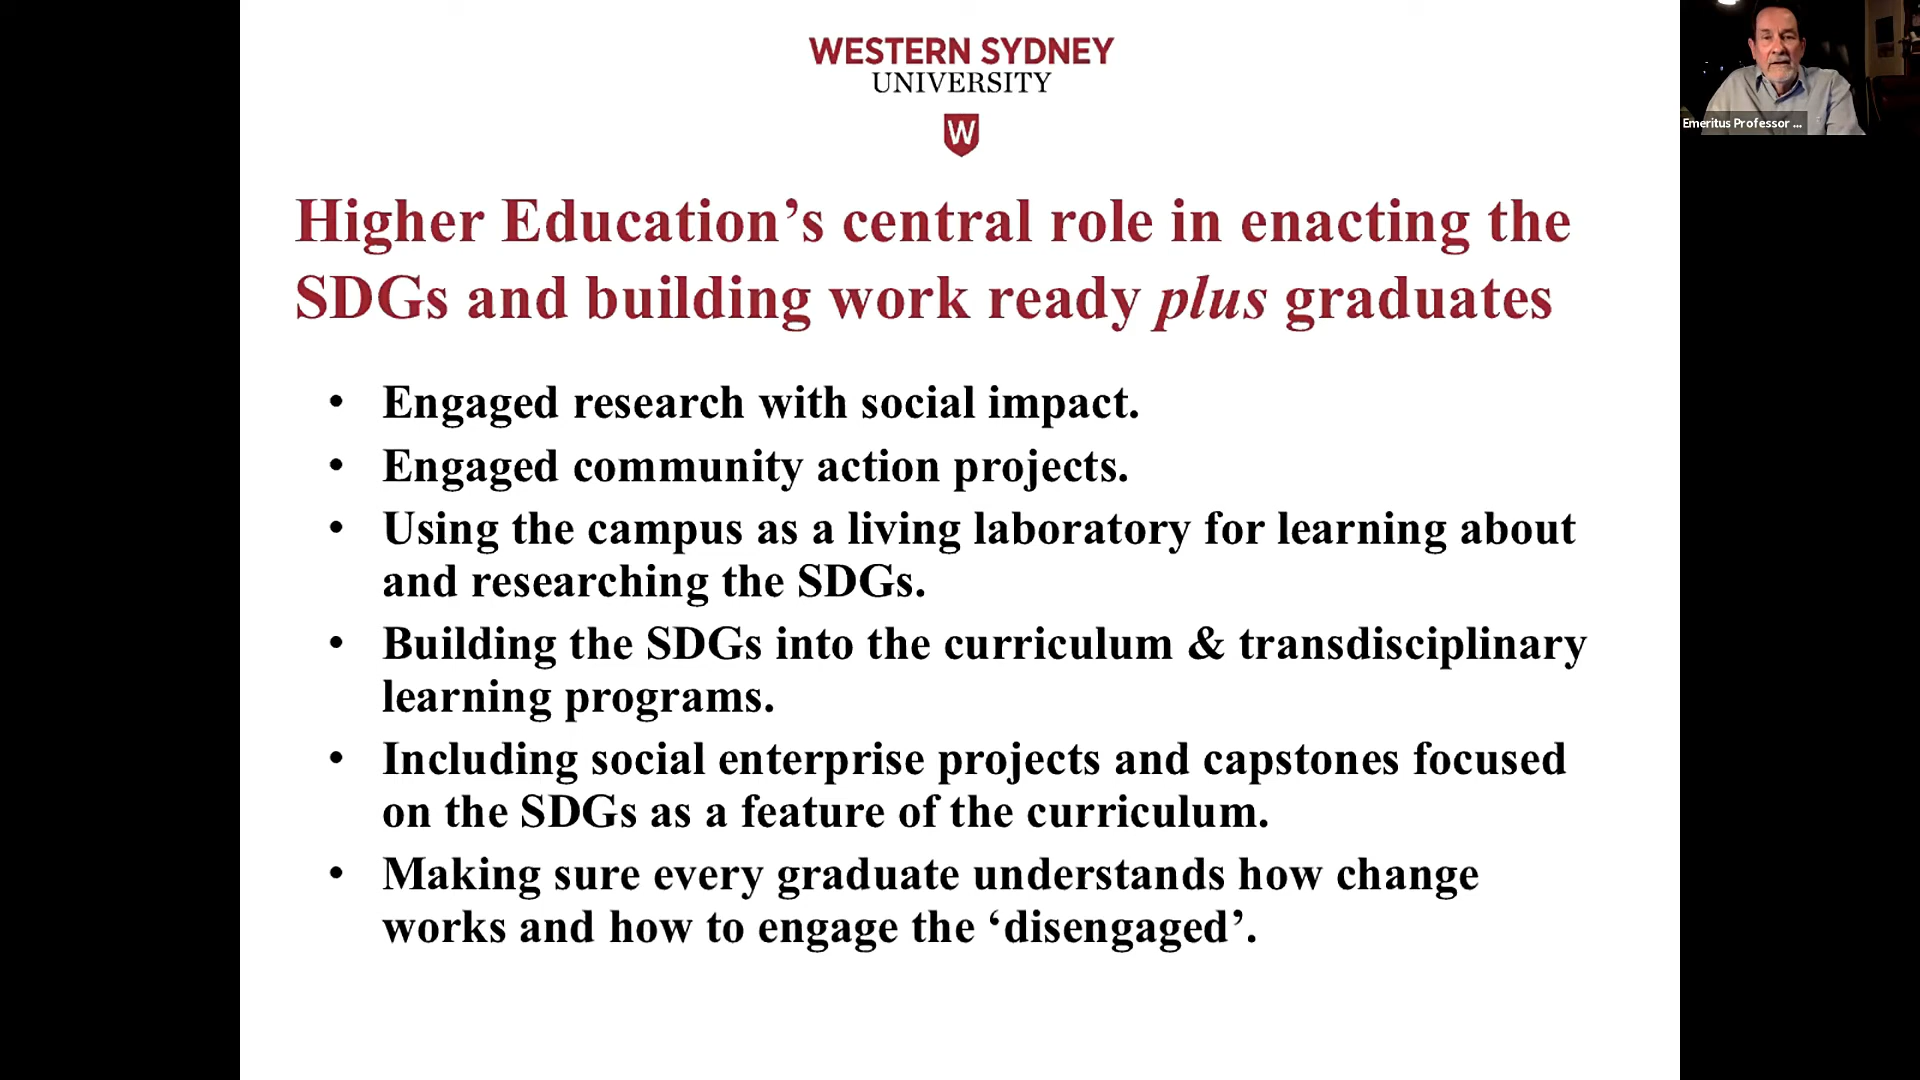 WESTERN SYDNEY
UNIVERSITY
W
Emeritus Professor ...
Higher Education’s central role in enacting the
SDGs and building work ready plus graduates
• Engaged research with social impact.
• Engaged community action projects.
• Using the campus as a living laboratory for learning about
and researching the SDGs.
• Building the SDGs into the curriculum & transdisciplinary
learning programs.
• Including social enterprise projects and capstones focused
on the SDGs as a feature of the curriculum.
• Making sure every graduate understands how change
works and how to engage the ‘disengaged’.